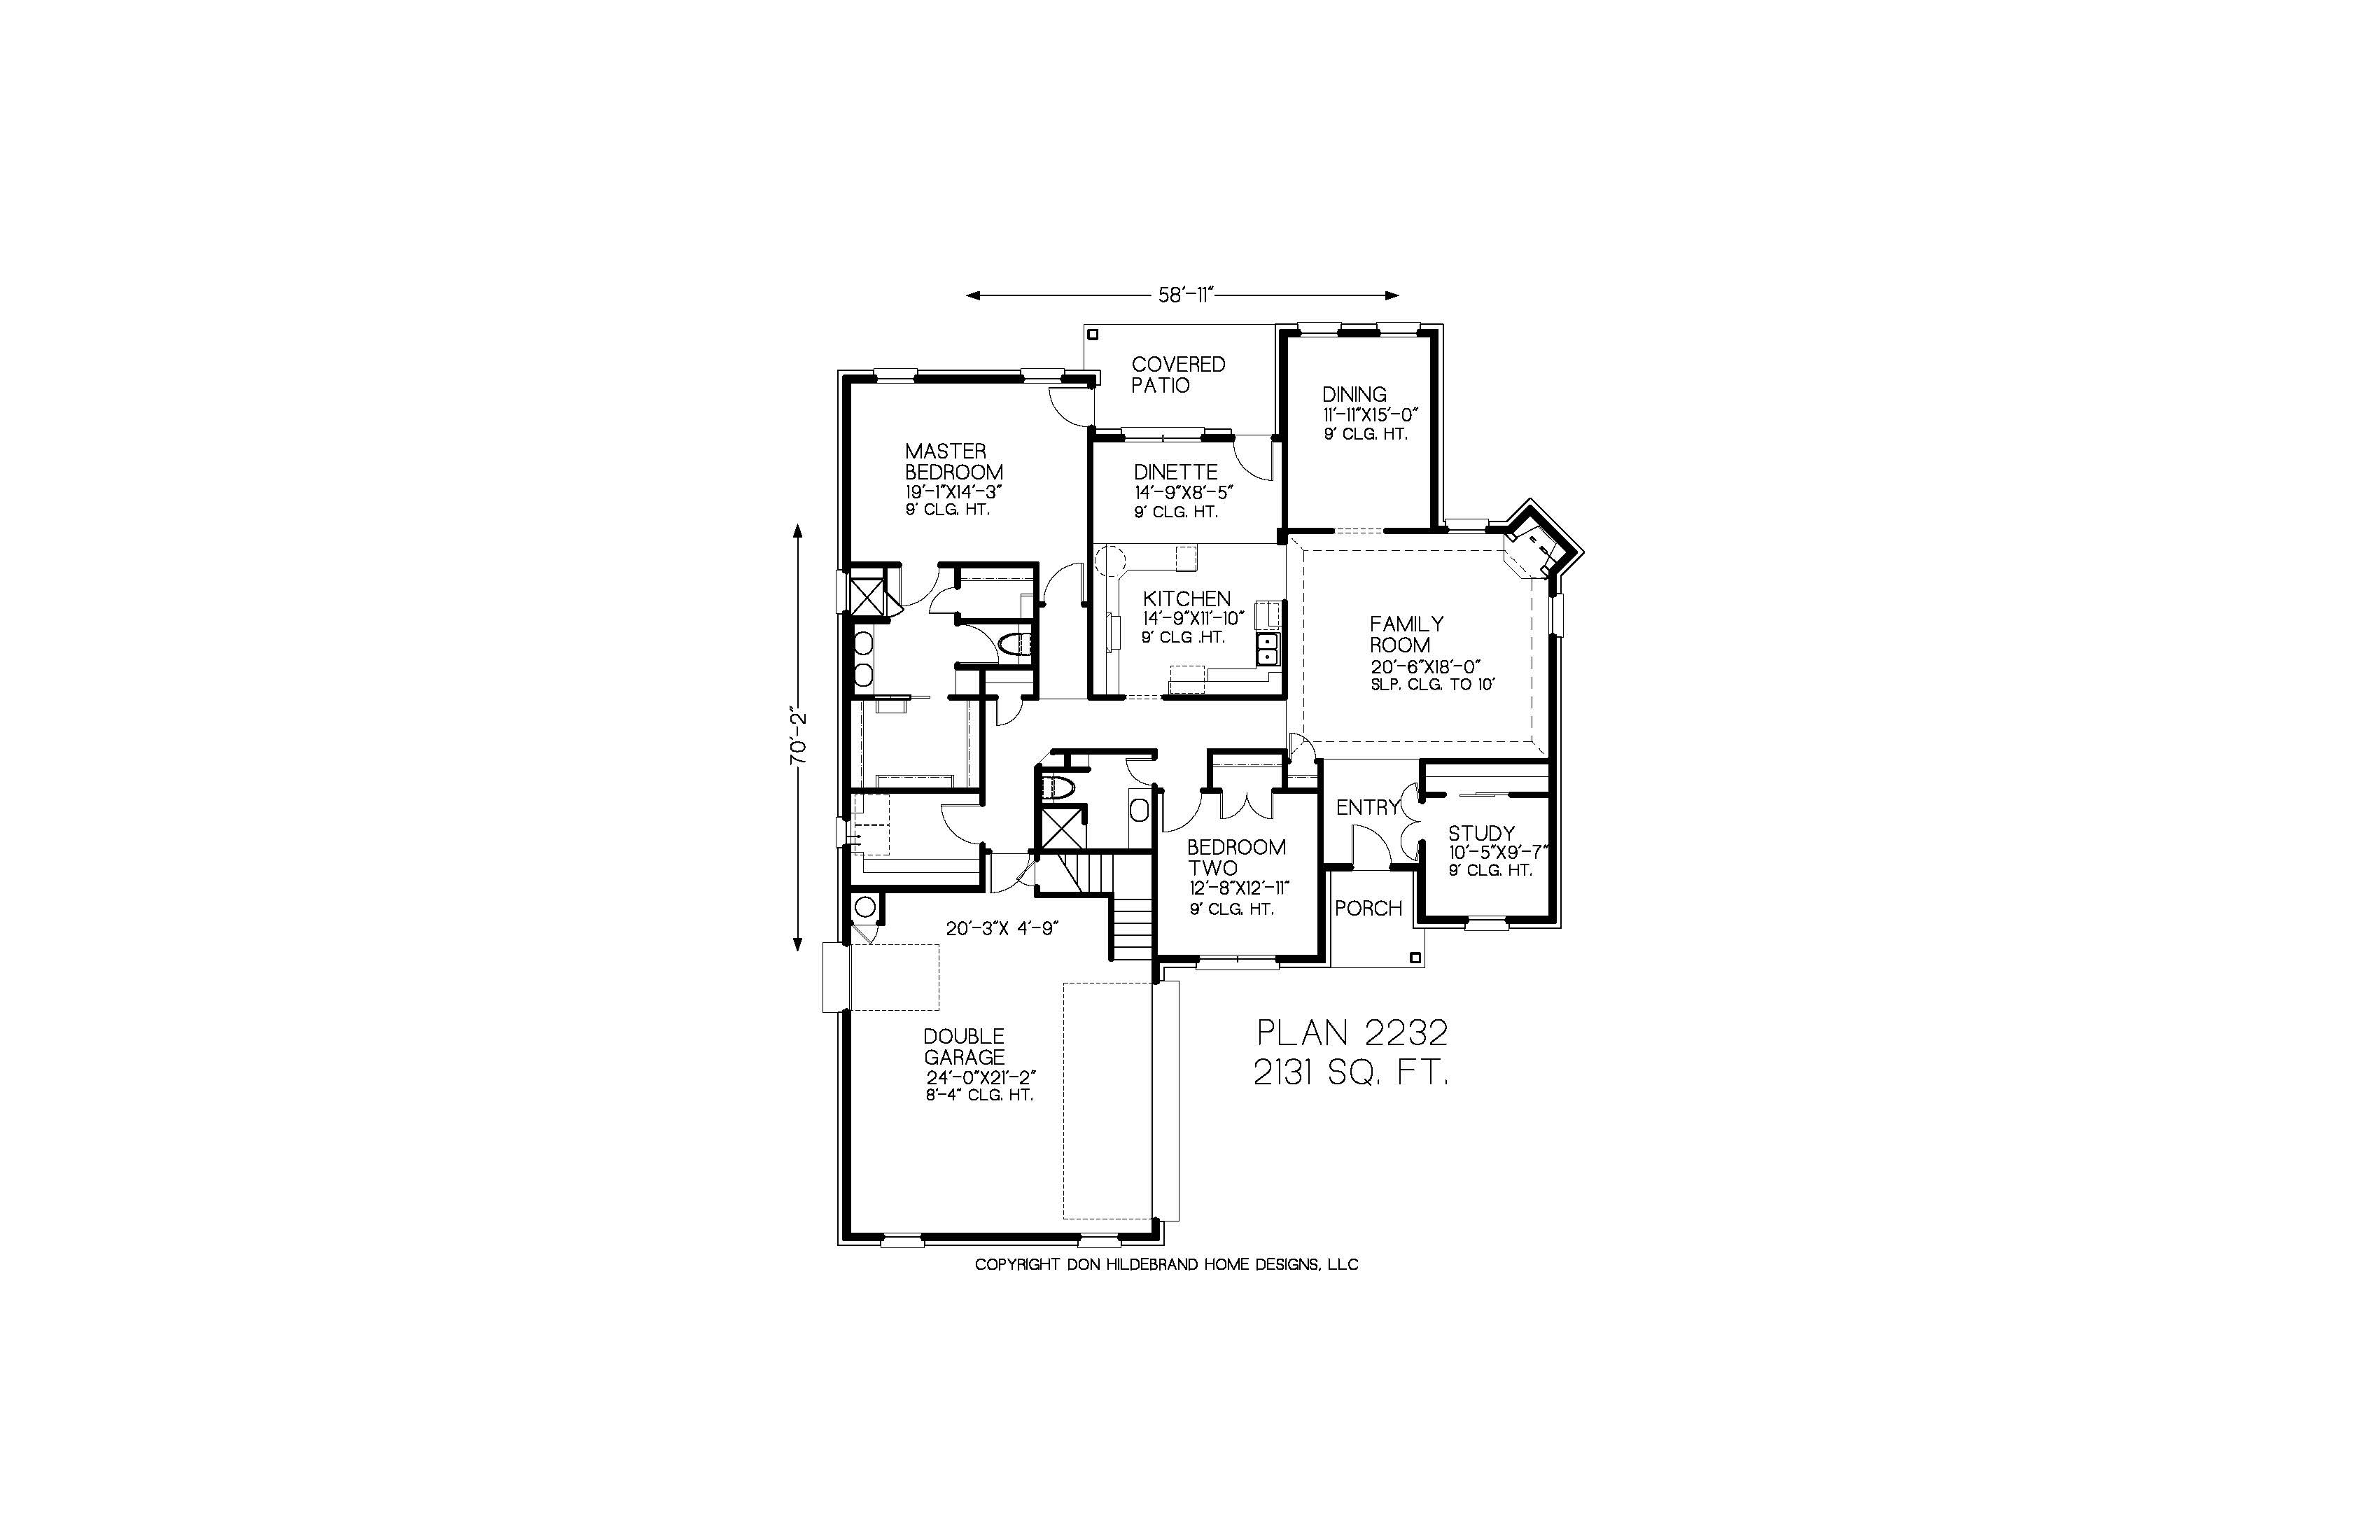 58'-11"
COVERED
PATIO
DINING
11'-11"X15'-0"
9' CLG. HT.
MASTER
BEDROOM
19'-1"X14'-3"
9' CLG. HT.
DINETTE
14'-9"X8'-5"
9' CLG. HT.
KITCHEN
14'-9"X11'-10"
9' CLG .HT.
FAMILY
ROOM
20'-6"X18'-0"
SLP. CLG. TO 10'
70'-2"
ENTRY
STUDY
10'-5"X9'-7"
9' CLG. HT.
BEDROOM
TWO
12'-8"X12'-11"
9' CLG. HT.
PORCH
20'-3"X 4'-9"
DOUBLE
GARAGE
24'-0"X21'-2"
8'-4" CLG. HT.
PLAN 2232
2131 SQ. FT.
COPYRIGHT DON HILDEBRAND HOME DESIGNS, LLC